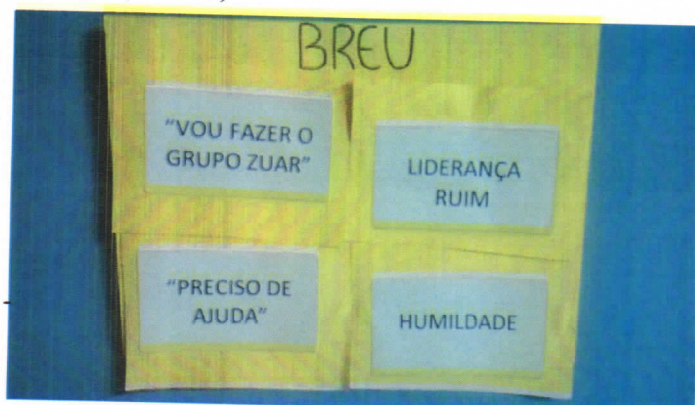 BREU
"VOU FAZER O
GRUPO ZUAR"
LIDERANÇA
RUIM
"PRECISO DE
AJUDA"
HUMILDADE